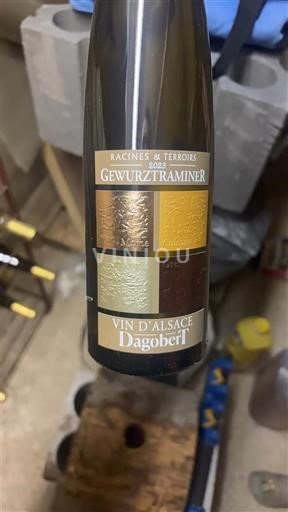 RACINES & TERROIRS
2023
GEWURZTRAMINER
VINIOU
VIN D'ALSACE
DagoberT